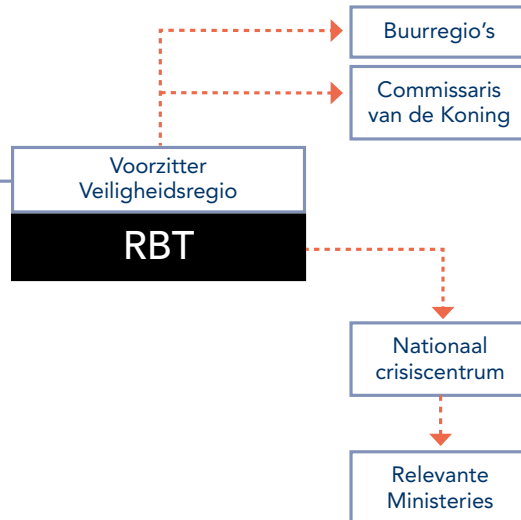 Buurregio's
Commissaris
van de Koning
Voorzitter
Veiligheidsregio
RBT
Nationaal
crisiscentrum
Relevante
Ministeries